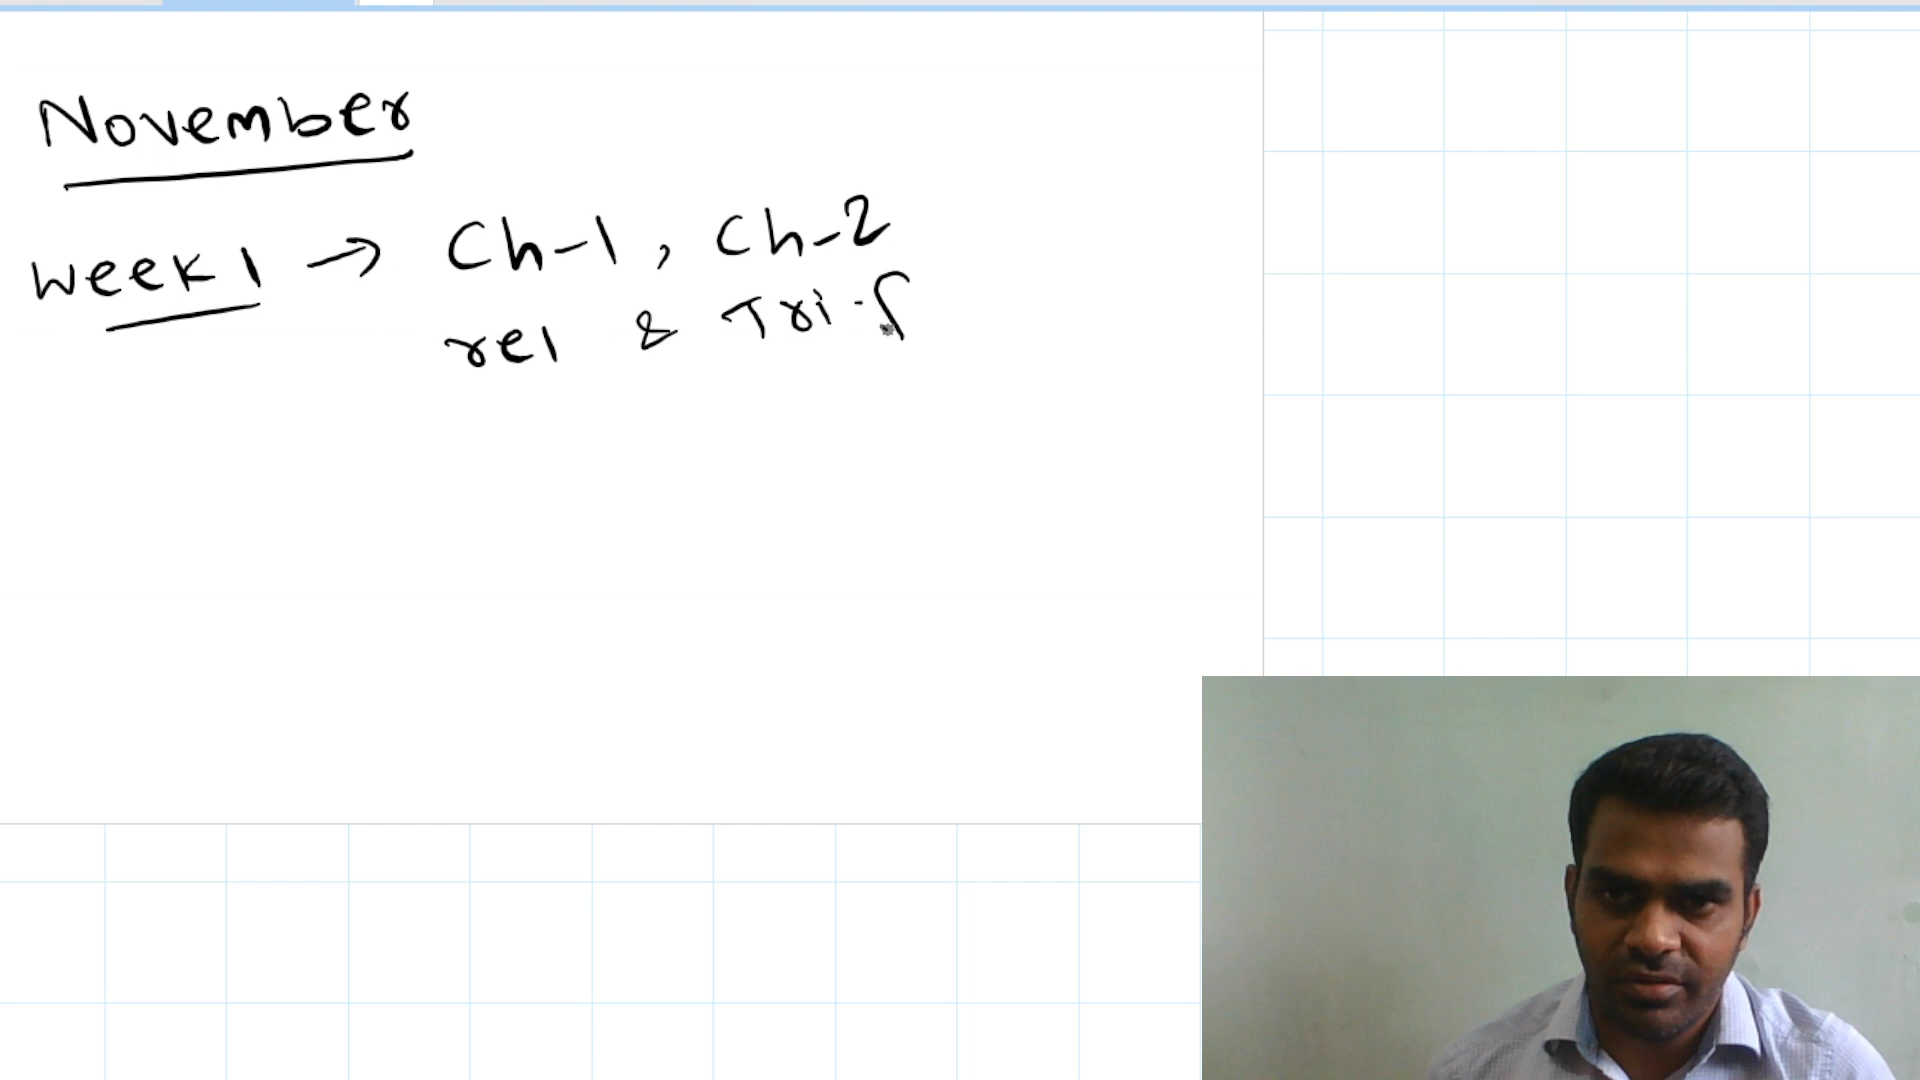 November
Week 1 → Ch-1, Ch-2
rel & Tri.f